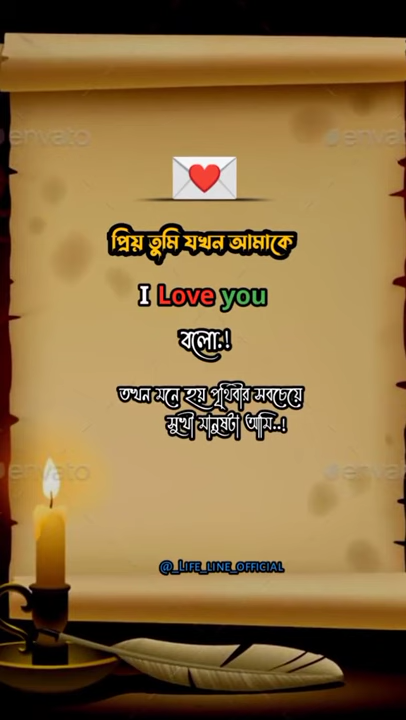 envato
envato
প্রিয় তুমি যখন আমাকে
I Love you
বলো.!
তখন মনে হয় পৃথিবীর সবচেয়ে
সুখী মানুষটা আমি..!
envato
envato
@_LIFE_LINE_OFFICIAL